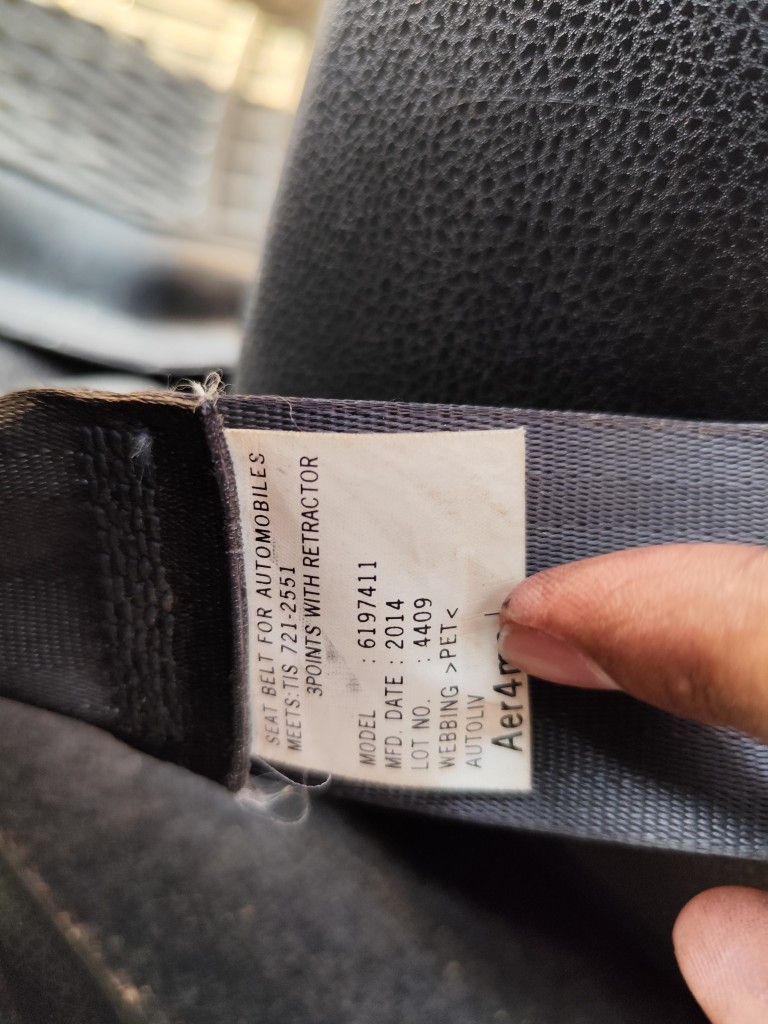 SEAT BELT FOR AUTOMOBILES
MEETS:TIS 721-2551
3POINTS WITH RETRACTOR
MODEL : 6197411
MFD. DATE : 2014
LOT NO. : 4409
WEBBING >PET<
AUTOLIV